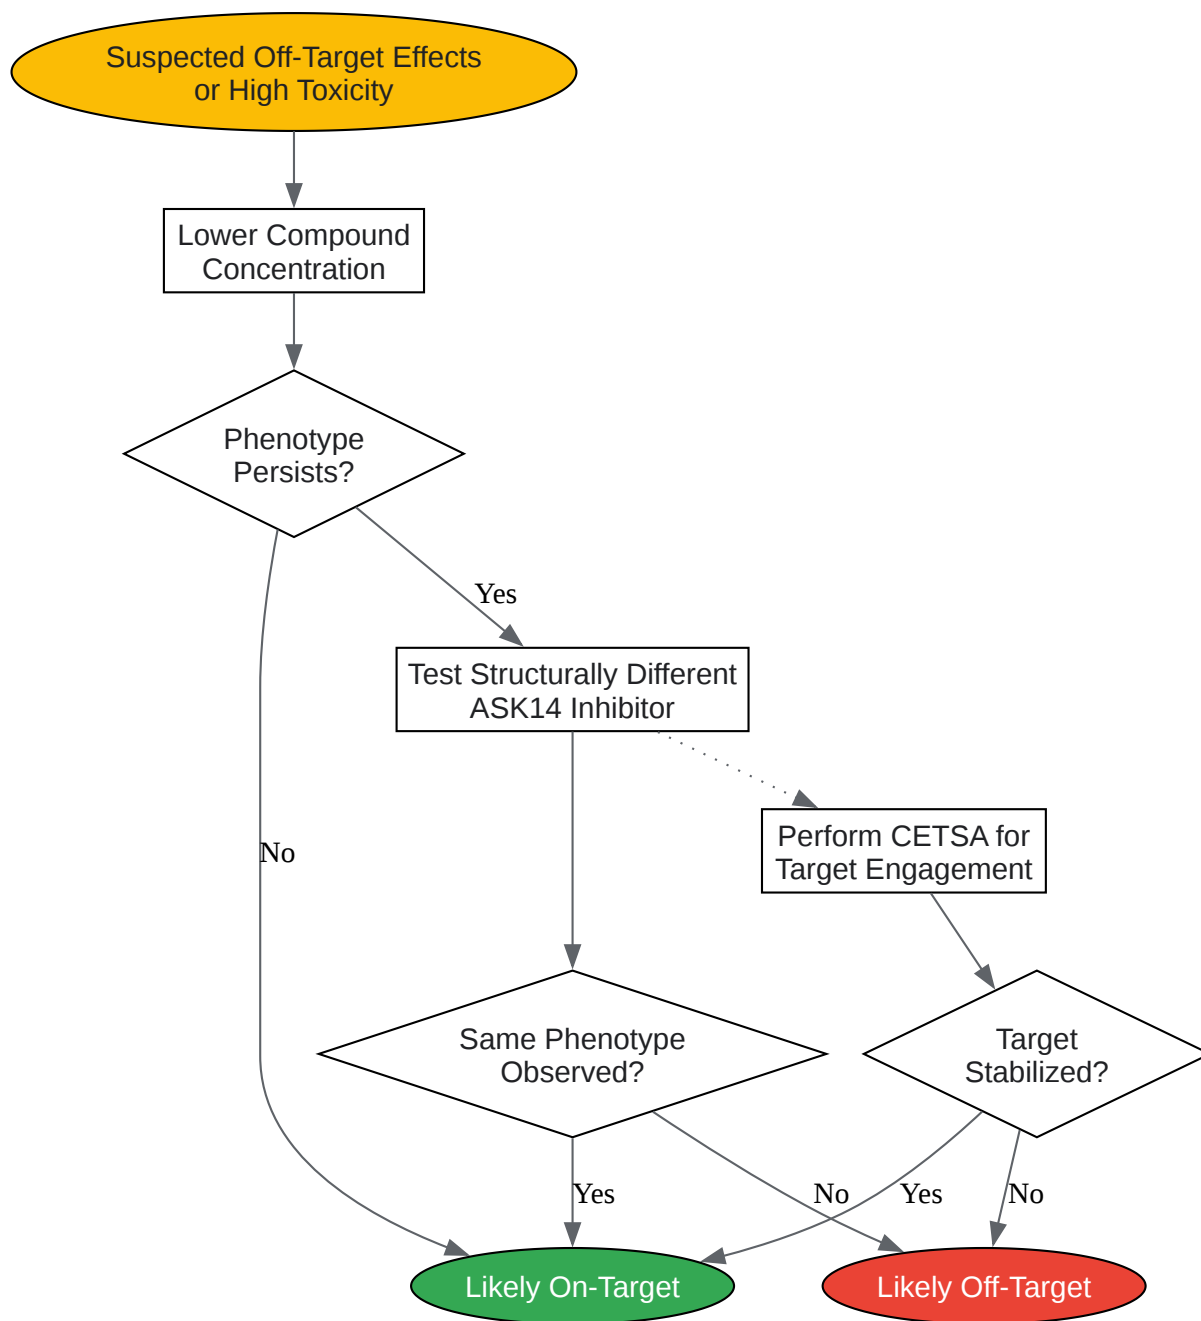 Suspected Off-Target Effects
or High Toxicity
Lower Compound
Concentration
Phenotype
Persists?
Yes
Test Structurally Different
ASK14 Inhibitor
No
Perform CETSA for
Target Engagement
Same Phenotype
Observed?
Target
Stabilized?
Yes
No
Yes
No
Likely On-Target
Likely Off-Target